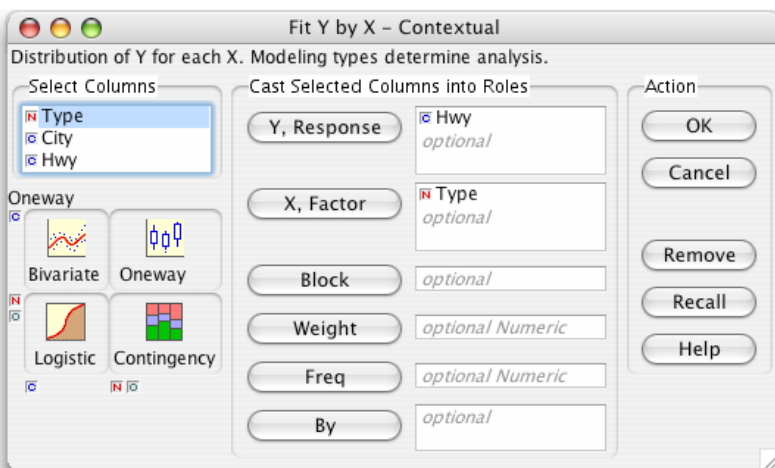 Fit Y by X – Contextual
Distribution of Y for each X. Modeling types determine analysis.
Select Columns
N Type
C City
C Hwy
Oneway
C
Bivariate Oneway
N
O
Logistic Contingency
C N O
Cast Selected Columns into Roles
Y, Response
C Hwy
optional
X, Factor
N Type
optional
Block
optional
Weight
optional Numeric
Freq
optional Numeric
By
optional
Action
OK
Cancel
Remove
Recall
Help